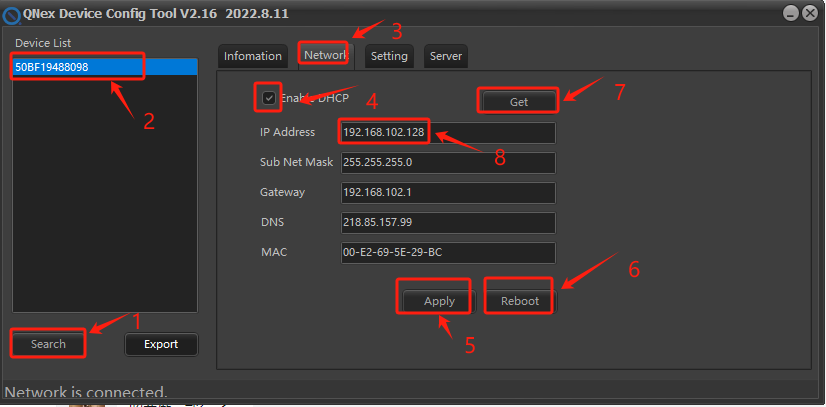 QNex Device Config Tool V2.16 2022.8.11
Device List
50BF19488098
2
3
Infomation
Network
Setting
Server
Enable DHCP
4
Get
7
IP Address
192.168.102.128
8
Sub Net Mask
255.255.255.0
Gateway
192.168.102.1
DNS
218.85.157.99
MAC
00-E2-69-5E-29-BC
Apply
5
Reboot
6
1
Search
Export
Network is connected.